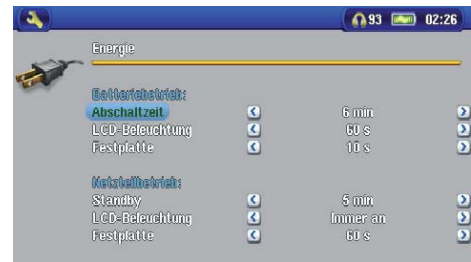 93 02:26
Energie
Batteriebetrieb:
Abschaltzeit 6 min
LCD-Beleuchtung 60 s
Festplatte 10 s
Netzteilbetrieb:
Standby 5 min
LCD-Beleuchtung Immer an
Festplatte 60 s